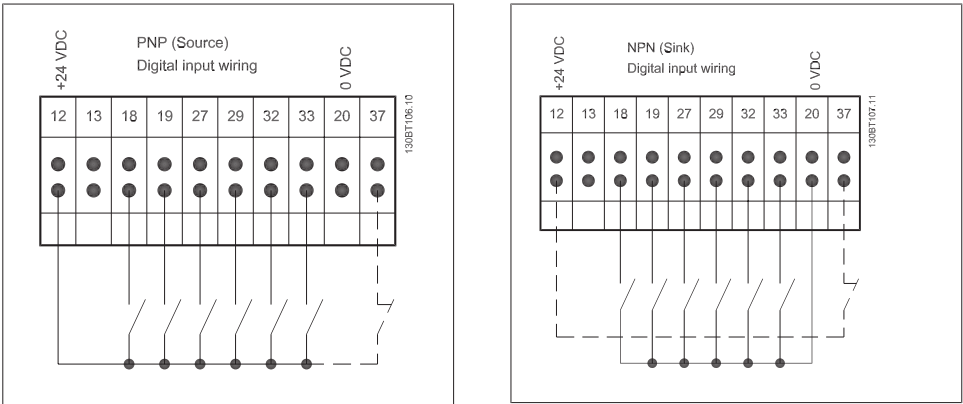 +24 VDC
PNP (Source)
Digital input wiring
0 VDC
12 13 18 19 27 29 32 33 20 37
130BT106.10
+24 VDC
NPN (Sink)
Digital input wiring
0 VDC
12 13 18 19 27 29 32 33 20 37
130BT107.11